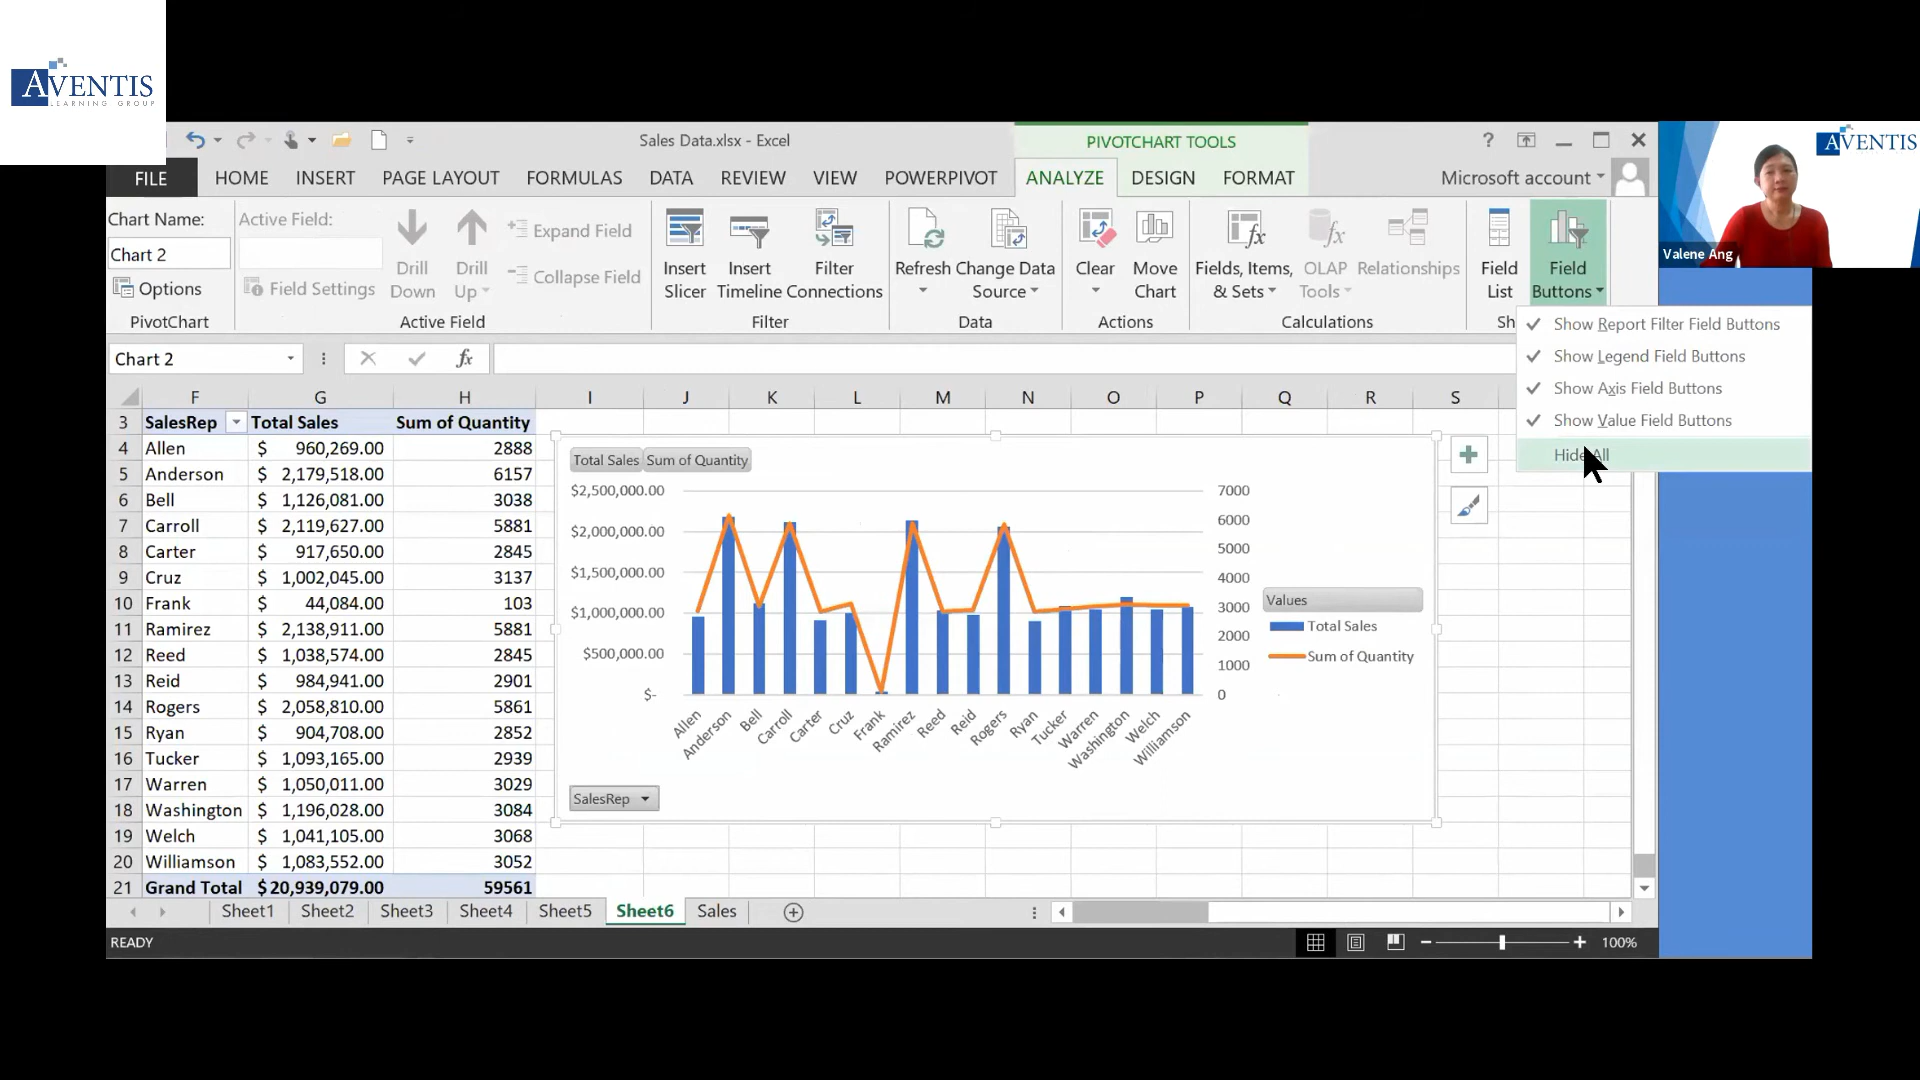 AVENTIS
LEARNING GROUP
Sales Data.xlsx - Excel
PIVOTCHART TOOLS
?
AVENTIS
FILE
HOME
INSERT
PAGE LAYOUT
FORMULAS
DATA
REVIEW
VIEW
POWERPIVOT
ANALYZE
DESIGN
FORMAT
Microsoft account
Valene Ang
Chart Name:
Chart 2
Options
PivotChart
Active Field:
Field Settings
Drill Down
Drill Up
Expand Field
Collapse Field
Active Field
Insert Slicer
Insert Timeline
Filter Connections
Filter
Refresh
Change Data Source
Data
Clear
Move Chart
Actions
Fields, Items, & Sets
OLAP Tools
Relationships
Calculations
Field List
Field Buttons
Sh
Show Report Filter Field Buttons
Show Legend Field Buttons
Show Axis Field Buttons
Show Value Field Buttons
Hide All
Chart 2
fx
F G H I J K L M N O P Q R S
3 SalesRep Total Sales Sum of Quantity
4 Allen $ 960,269.00 2888
5 Anderson $ 2,179,518.00 6157
6 Bell $ 1,126,081.00 3038
7 Carroll $ 2,119,627.00 5881
8 Carter $ 917,650.00 2845
9 Cruz $ 1,002,045.00 3137
10 Frank $ 44,084.00 103
11 Ramirez $ 2,138,911.00 5881
12 Reed $ 1,038,574.00 2845
13 Reid $ 984,941.00 2901
14 Rogers $ 2,058,810.00 5861
15 Ryan $ 904,708.00 2852
16 Tucker $ 1,093,165.00 2939
17 Warren $ 1,050,011.00 3029
18 Washington $ 1,196,028.00 3084
19 Welch $ 1,041,105.00 3068
20 Williamson $ 1,083,552.00 3052
21 Grand Total $ 20,939,079.00 59561
Total Sales Sum of Quantity
$2,500,000.00
$2,000,000.00
$1,500,000.00
$1,000,000.00
$500,000.00
$-
7000
6000
5000
4000
3000
2000
1000
0
Allen Anderson Bell Carroll Carter Cruz Frank Ramirez Reed Reid Rogers Ryan Tucker Warren Washington Welch Williamson
Values
Total Sales
Sum of Quantity
SalesRep
Sheet1 Sheet2 Sheet3 Sheet4 Sheet5 Sheet6 Sales
READY
100%